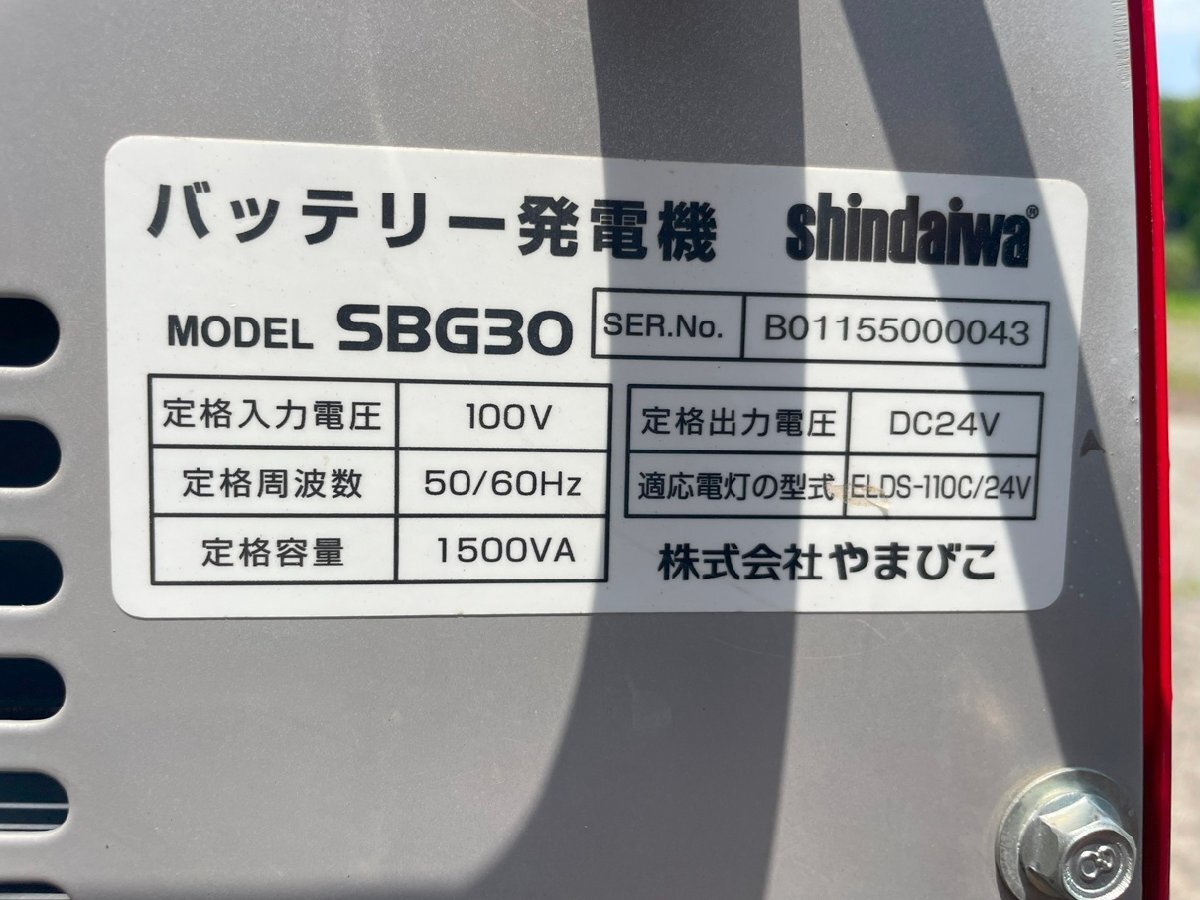 バッテリー発電機 shindaiwa®
MODEL SBG30 SER.No. B01155000043
定格入力電圧 100V
定格周波数 50/60Hz
定格容量 1500VA
定格出力電圧 DC24V
適応電灯の型式 ELDS-110C/24V
株式会社やまびこ